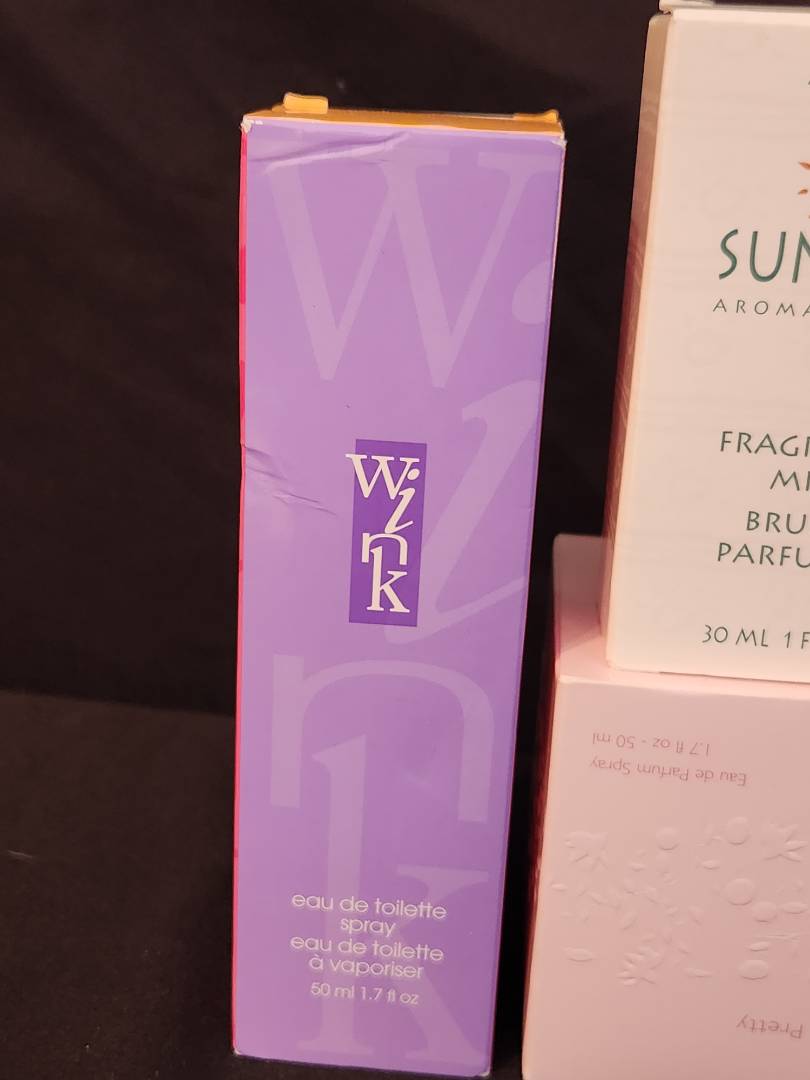 Wink
wink
eau de toilette
spray
eau de toilette
à vaporiser
50 ml 1.7 fl oz
SUN
AROMA
FRAG
MI
BRU
PARFU
30 ML 1 F
1.7 fl oz - 50 ml
Eau de Parfum Spray
Pretty